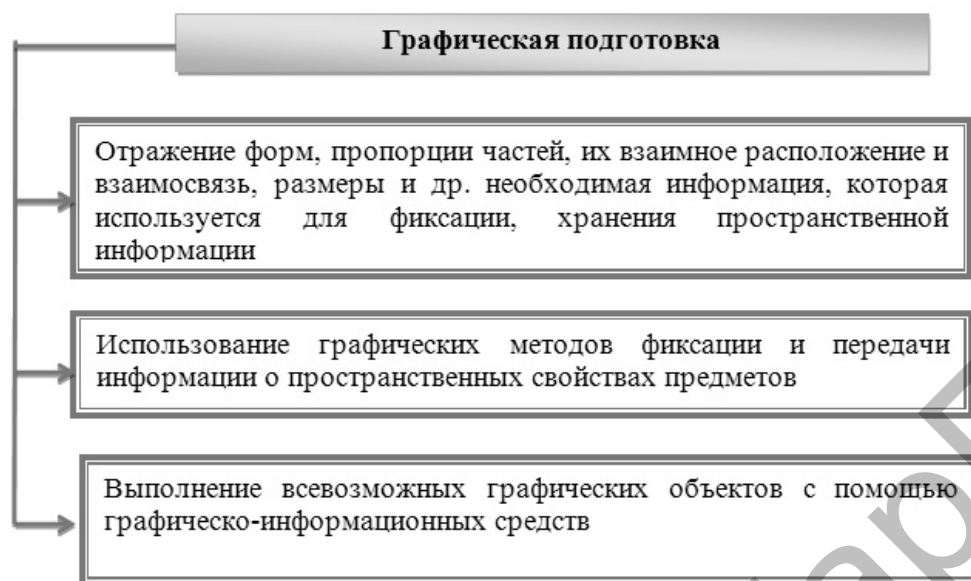 Графическая подготовка
Отражение форм, пропорции частей, их взаимное расположение и
взаимосвязь, размеры и др. необходимая информация, которая
используется для фиксации, хранения пространственной
информации
Использование графических методов фиксации и передачи
информации о пространственных свойствах предметов
Выполнение всевозможных графических объектов с помощью
графическо-информационных средств